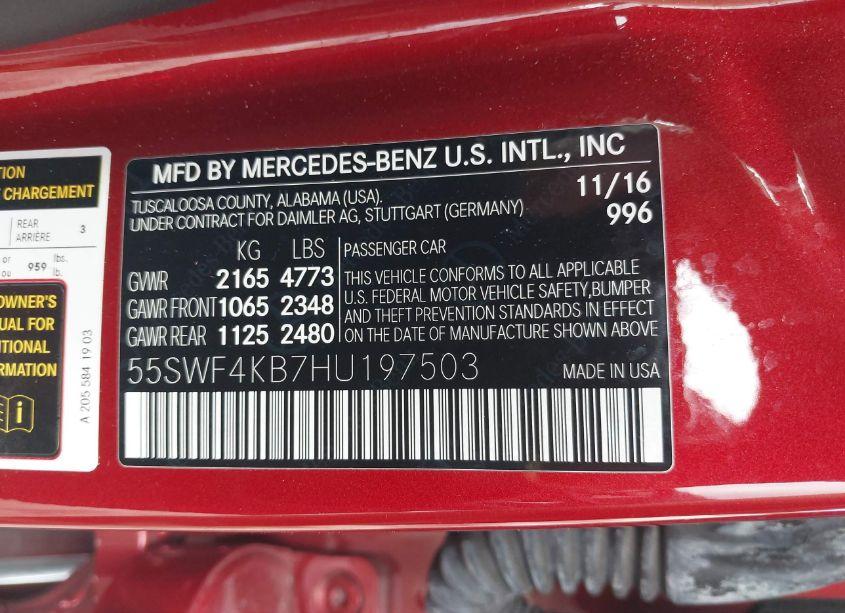 TION
CHARGEMENT
REAR
ARRIÈRE
3
or
ou
959
lbs.
lb.
OWNER'S
UAL FOR
ITIONAL
ORMATION
A 205 584 19 03
MFD BY MERCEDES-BENZ U.S. INTL., INC
TUSCALOOSA COUNTY, ALABAMA (USA).
UNDER CONTRACT FOR DAIMLER AG, STUTTGART (GERMANY)
11/16
996
KG LBS
GVWR 2165 4773
GAWR FRONT 1065 2348
GAWR REAR 1125 2480
PASSENGER CAR
THIS VEHICLE CONFORMS TO ALL APPLICABLE
U.S. FEDERAL MOTOR VEHICLE SAFETY,BUMPER
AND THEFT PREVENTION STANDARDS IN EFFECT
ON THE DATE OF MANUFACTURE SHOWN ABOVE
55SWF4KB7HU197503
MADE IN USA